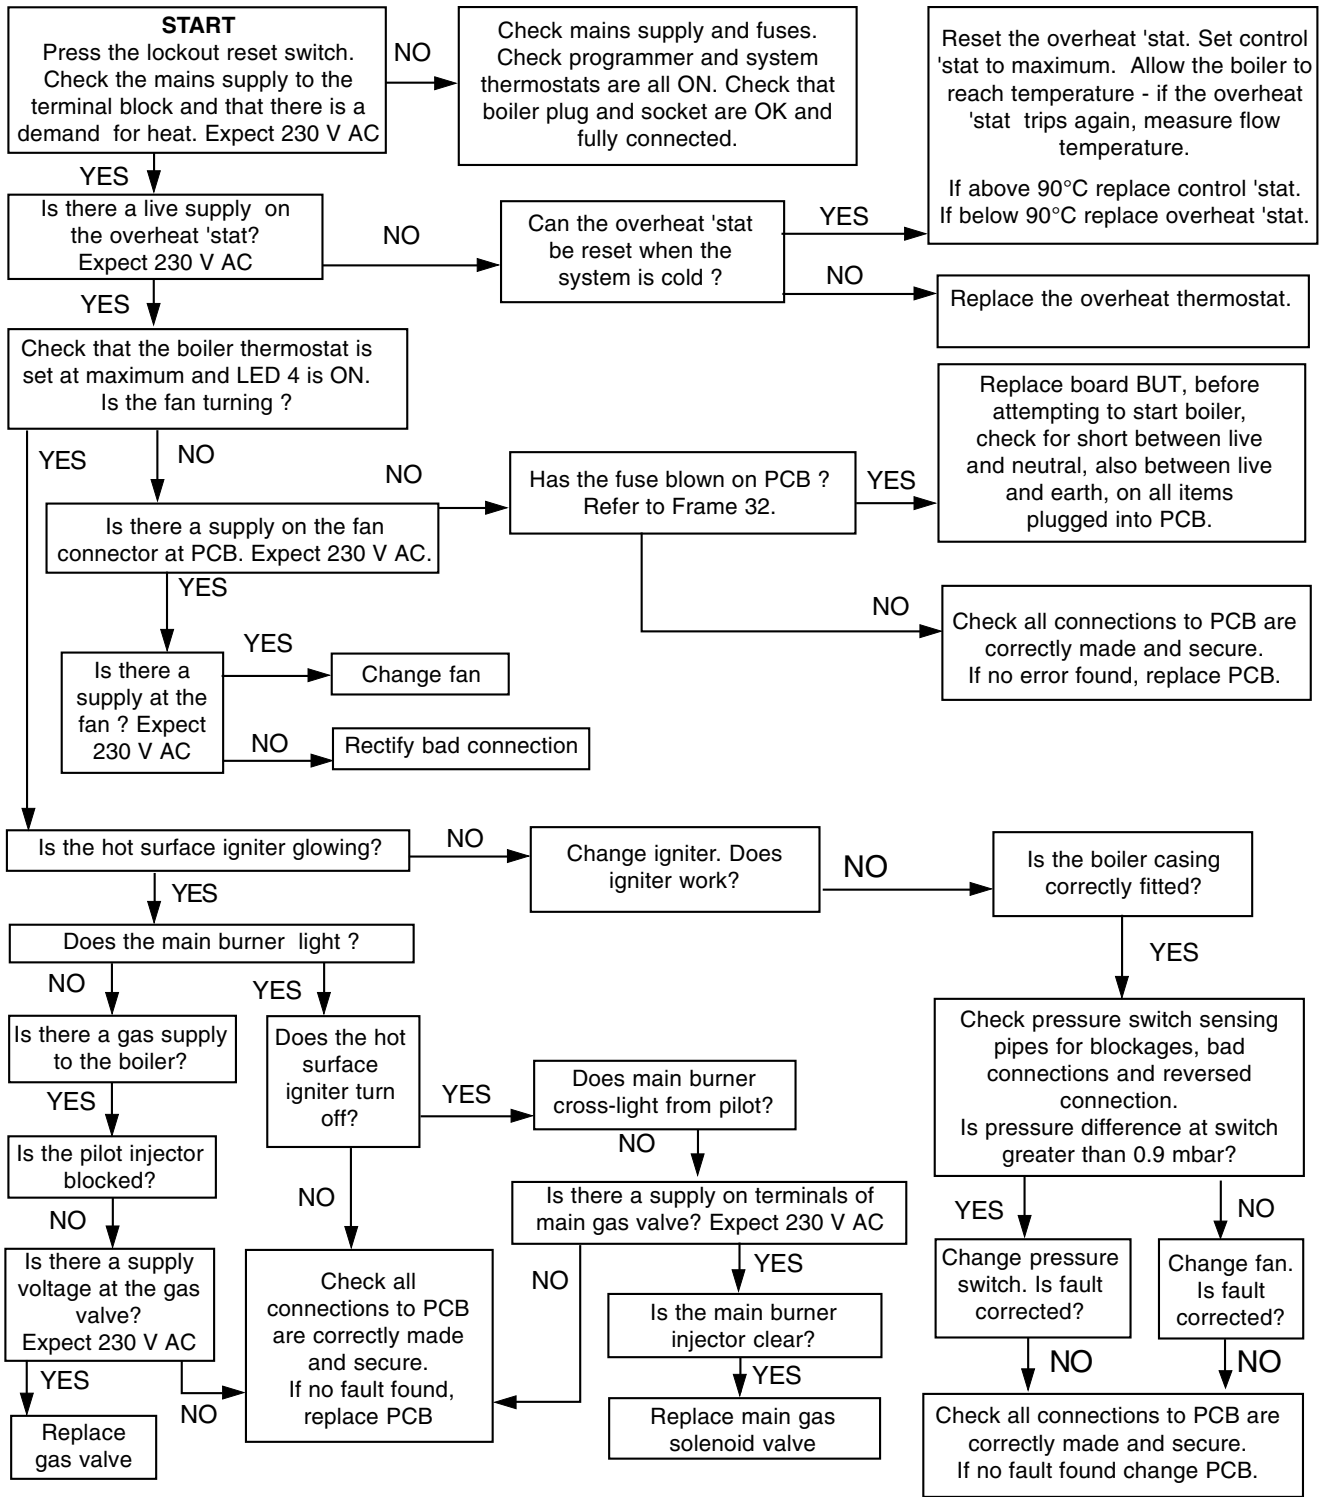 START
Press the lockout reset switch.
Check the mains supply to the
terminal block and that there is a
demand for heat. Expect 230 V AC
NO
Check mains supply and fuses.
Check programmer and system
thermostats are all ON. Check that
boiler plug and socket are OK and
fully connected.
Reset the overheat 'stat. Set control
'stat to maximum. Allow the boiler to
reach temperature - if the overheat
'stat trips again, measure flow
temperature.
If above 90°C replace control 'stat.
If below 90°C replace overheat 'stat.
YES
Is there a live supply on
the overheat 'stat?
Expect 230 V AC
NO
Can the overheat 'stat
be reset when the
system is cold ?
YES
NO
Replace the overheat thermostat.
YES
Check that the boiler thermostat is
set at maximum and LED 4 is ON.
Is the fan turning ?
YES
NO
Is there a supply on the fan
connector at PCB. Expect 230 V AC.
NO
Has the fuse blown on PCB ?
Refer to Frame 32.
YES
Replace board BUT, before
attempting to start boiler,
check for short between live
and neutral, also between live
and earth, on all items
plugged into PCB.
NO
Check all connections to PCB are
correctly made and secure.
If no error found, replace PCB.
YES
Is there a
supply at the
fan ? Expect
230 V AC
YES
Change fan
NO
Rectify bad connection
Is the hot surface igniter glowing?
NO
Change igniter. Does
igniter work?
NO
Is the boiler casing
correctly fitted?
YES
YES
Does the main burner light ?
NO
YES
Is there a gas supply
to the boiler?
YES
Is the pilot injector
blocked?
NO
Is there a supply
voltage at the gas
valve?
Expect 230 V AC
YES
NO
Replace
gas valve
Does the hot
surface
igniter turn
off?
YES
NO
Check all
connections to PCB
are correctly made
and secure.
If no fault found,
replace PCB
Does main burner
cross-light from pilot?
NO
Is there a supply on terminals of
main gas valve? Expect 230 V AC
NO
YES
Is the main burner
injector clear?
YES
Replace main gas
solenoid valve
Check pressure switch sensing
pipes for blockages, bad
connections and reversed
connection.
Is pressure difference at switch
greater than 0.9 mbar?
YES
NO
Change pressure
switch. Is fault
corrected?
Change fan.
Is fault
corrected?
NO
NO
Check all connections to PCB are
correctly made and secure.
If no fault found change PCB.